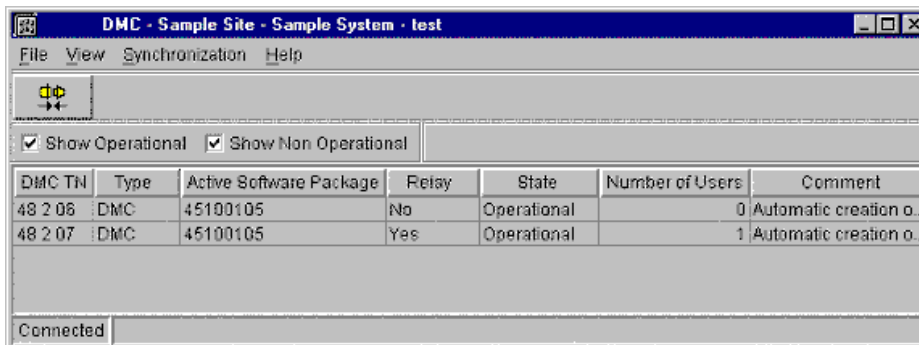 DMC - Sample Site - Sample System - test
File View Synchronization Help
Show Operational Show Non Operational
DMC TN Type Active Software Package Relay State Number of Users Comment
48 2 06 DMC 45100105 No Operational 0 Automatic creation o...
48 2 07 DMC 45100105 Yes Operational 1 Automatic creation o...
Connected